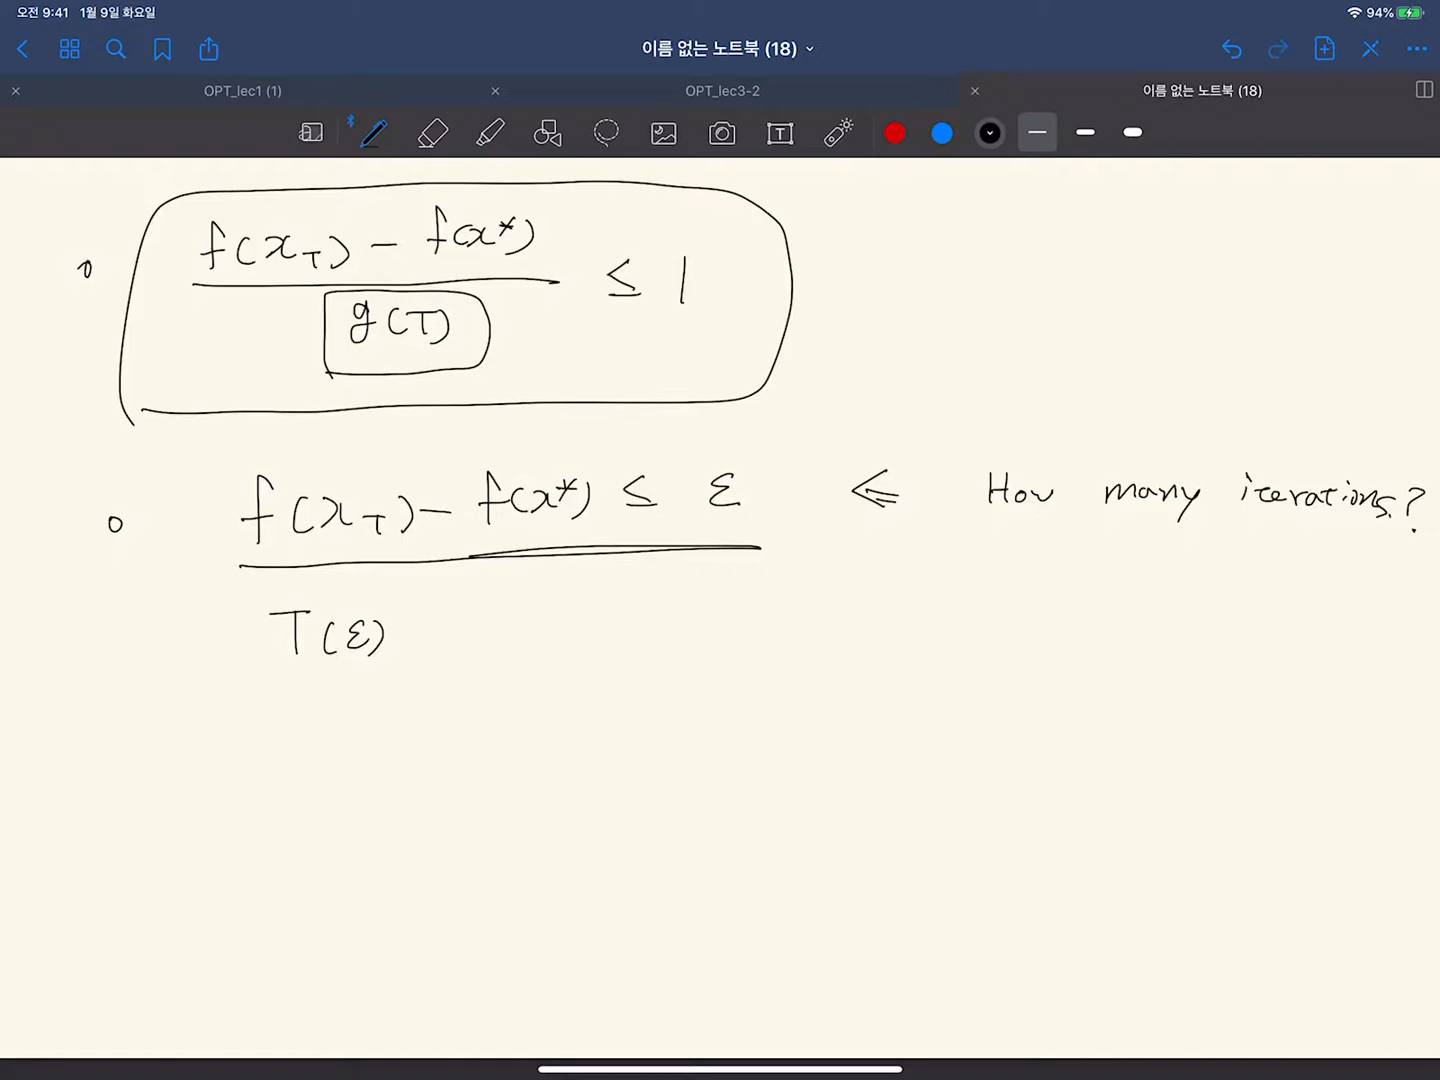 오전 9:41 1월 9일 화요일
94%
이름 없는 노트북 (18)
OPT_lec1 (1)
OPT_lec3-2
이름 없는 노트북 (18)
f(x_T) - f(x*)
g(T)
≤ 1
f(x_T) - f(x*) ≤ ε ⇐ How many iterations?
T(ε)